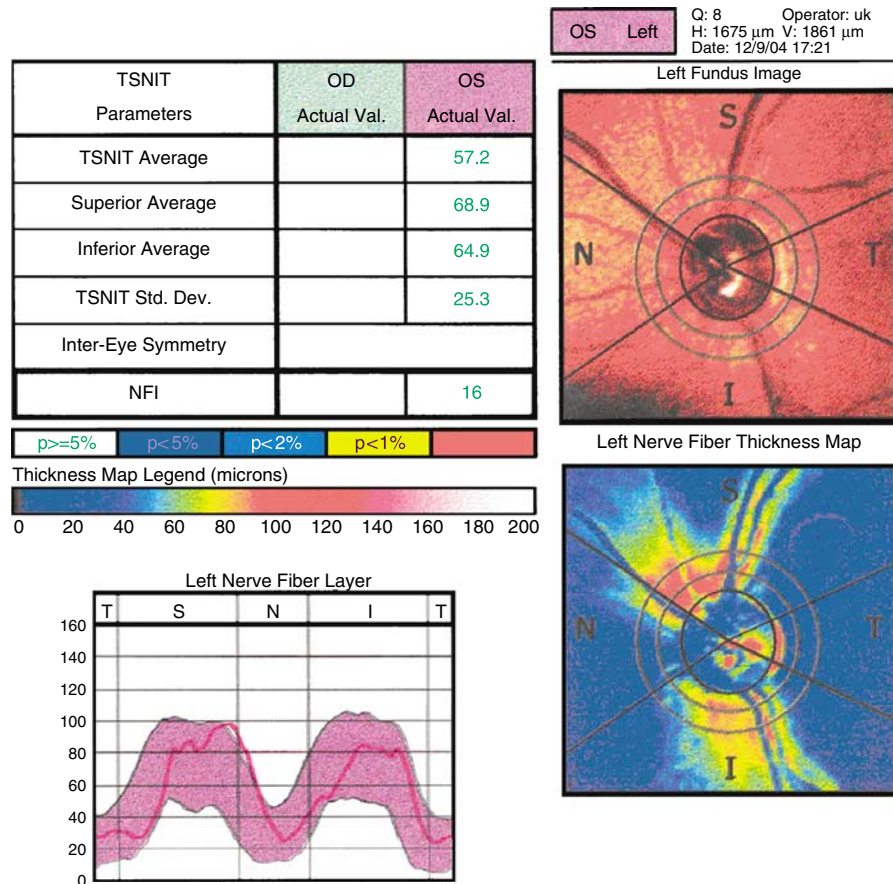 OS Left
Q: 8 Operator: uk
H: 1675 µm V: 1861 µm
Date: 12/9/04 17:21
TSNIT Parameters OD Actual Val. OS Actual Val.
TSNIT Average 57.2
Superior Average 68.9
Inferior Average 64.9
TSNIT Std. Dev. 25.3
Inter-Eye Symmetry
NFI 16
p>=5% p<5% p<2% p<1%
Thickness Map Legend (microns)
0 20 40 60 80 100 120 140 160 180 200
Left Fundus Image
S
N T
I
Left Nerve Fiber Thickness Map
S
N T
I
Left Nerve Fiber Layer
T S N I T
160
140
120
100
80
60
40
20
0